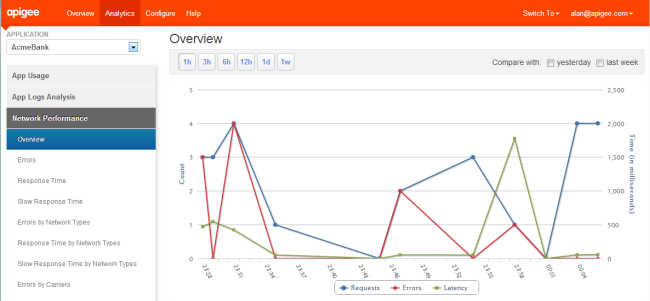 apigee Overview Analytics Configure Help Switch To alan@apigee.com
APPLICATION
AcmeBank
App Usage
App Logs Analysis
Network Performance
Overview
Errors
Response Time
Slow Response Time
Errors by Network Types
Response Time by Network Types
Slow Response Time by Network Types
Errors by Carriers
Overview
1h 3h 6h 12h 1d 1w Compare with: yesterday last week
5 2,500
4 2,000
3 1,500
2 1,000
1 500
0 0
Count
Time (in milliseconds)
23:28 23:31 23:34 23:37 23:40 23:43 23:46 23:49 23:52 23:55 23:58 00:01 00:04
Requests Errors Latency